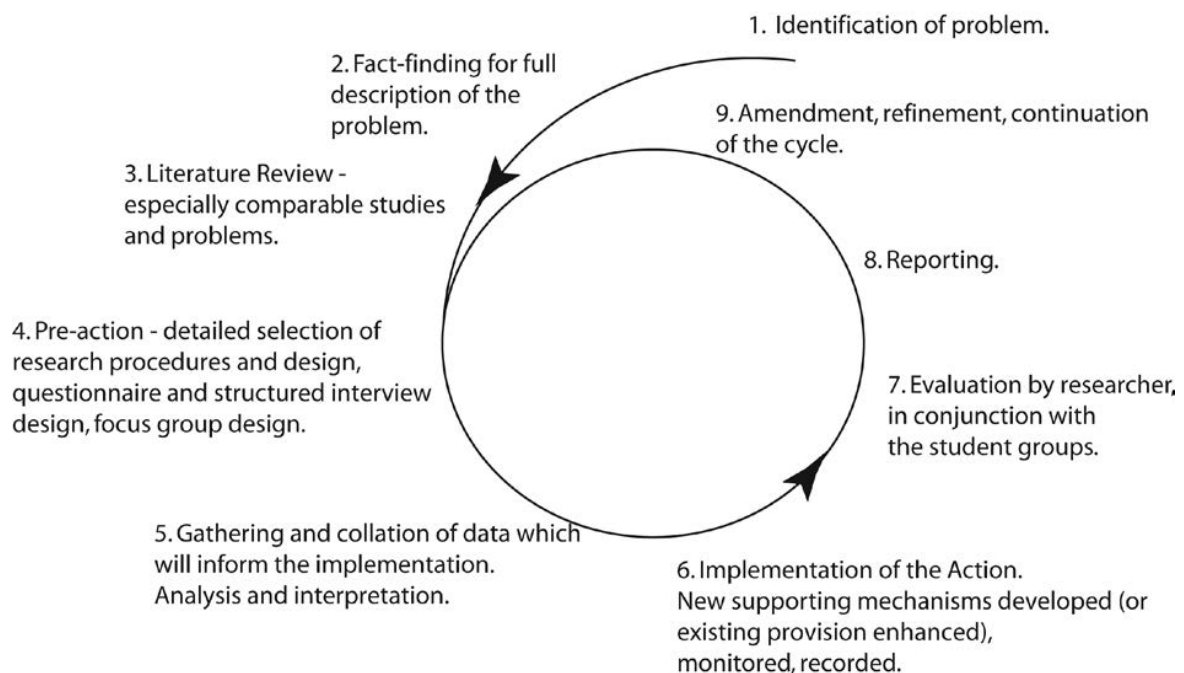 1. Identification of problem.
2. Fact-finding for full
description of the
problem.
3. Literature Review -
especially comparable studies
and problems.
4. Pre-action - detailed selection of
research procedures and design,
questionnaire and structured interview
design, focus group design.
5. Gathering and collation of data which
will inform the implementation.
Analysis and interpretation.
6. Implementation of the Action.
New supporting mechanisms developed (or
existing provision enhanced),
monitored, recorded.
7. Evaluation by researcher,
in conjunction with
the student groups.
8. Reporting.
9. Amendment, refinement, continuation
of the cycle.